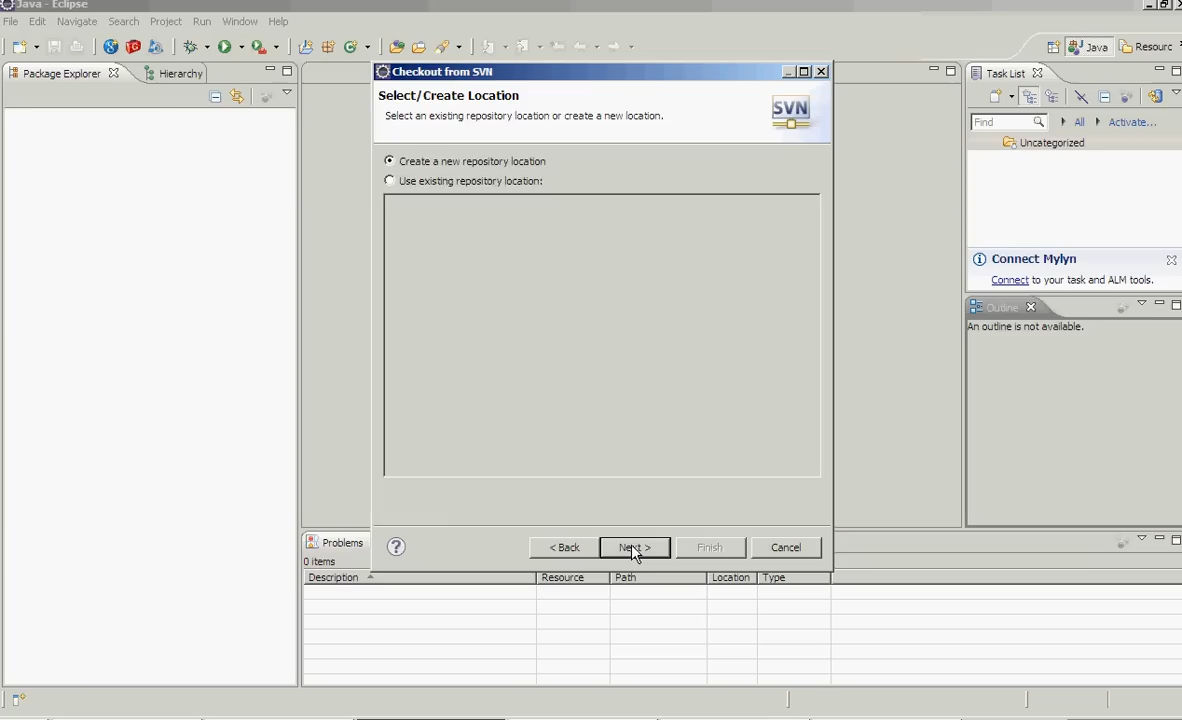 Java - Eclipse
File Edit Navigate Search Project Run Window Help
Java Resourc
Package Explorer Hierarchy
Checkout from SVN
Select/Create Location
Select an existing repository location or create a new location.
SVN
Create a new repository location
Use existing repository location:
< Back Next > Finish Cancel
Task List
Find All Activate...
Uncategorized
Connect Mylyn
Connect to your task and ALM tools.
Outline
An outline is not available.
Problems
0 items
Description Resource Path Location Type